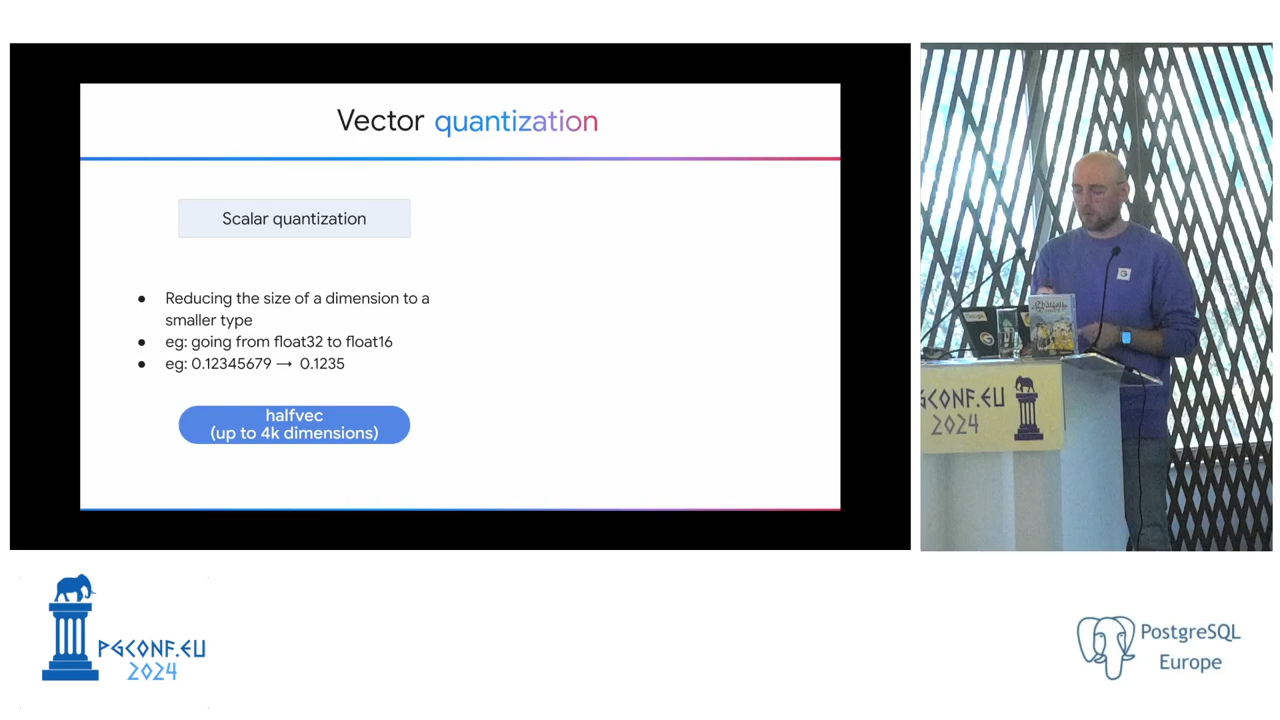 Vector quantization
Scalar quantization
● Reducing the size of a dimension to a
smaller type
● eg: going from float32 to float16
● eg: 0.12345679 → 0.1235
halfvec
(up to 4k dimensions)
GCONF.EU
2024
PGCONF.EU
2024
PostgreSQL
Europe